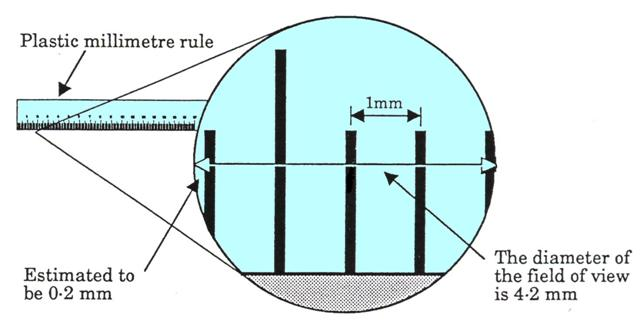 Plastic millimetre rule
1mm
Estimated to
be 0·2 mm
The diameter of
the field of view
is 4·2 mm